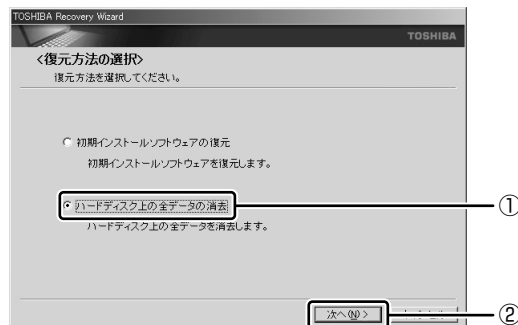 TOSHIBA Recovery Wizard
TOSHIBA
<復元方法の選択>
復元方法を選択してください。
初期インストールソフトウェアの復元
初期インストールソフトウェアを復元します。
ハードディスク上の全データの消去
①
ハードディスク上の全データを消去します。
次へ(N) >
②